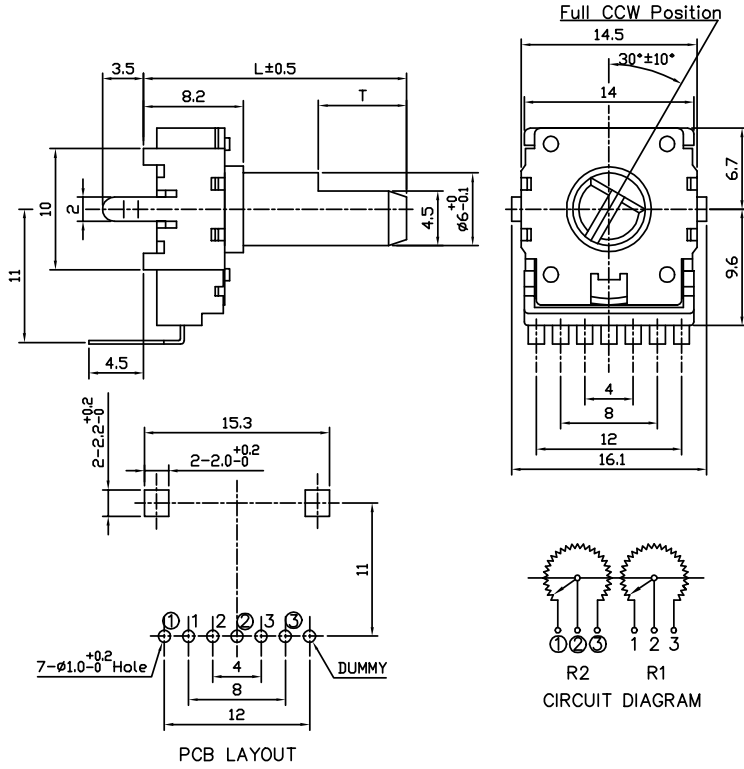 Full CCW Position
14.5
30°±10°
14
3.5
L±0.5
8.2
T
10
2
11
4.5
ø6+0-0.1
6.7
9.6
4.5
4
8
12
16.1
2-2.2+0.2-0
15.3
2-2.0+0.2-0
11
① 1 2 ② 3 ③
7-ø1.0+0.2-0 Hole
DUMMY
4
8
12
PCB LAYOUT
① ② ③ 1 2 3
R2 R1
CIRCUIT DIAGRAM